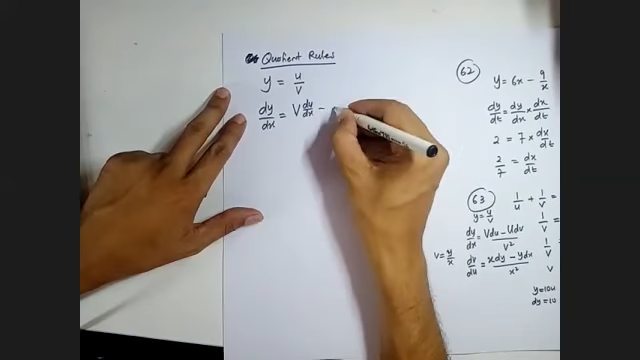 Quotient Rules
y = u/v
dy/dx = V du/dx −
62
y = 6x − 9/x
dy/dt = dy/dx × dx/dt
2 = 7 × dx/dt
2/7 = dx/dt
63
1/u + 1/v =
y = u/v
1/v =
dy/dx = Vdu − Udv / V²
1/v
v = y/x
dv/du = xdy − ydx / x²
v
y = 10u
dy = 10